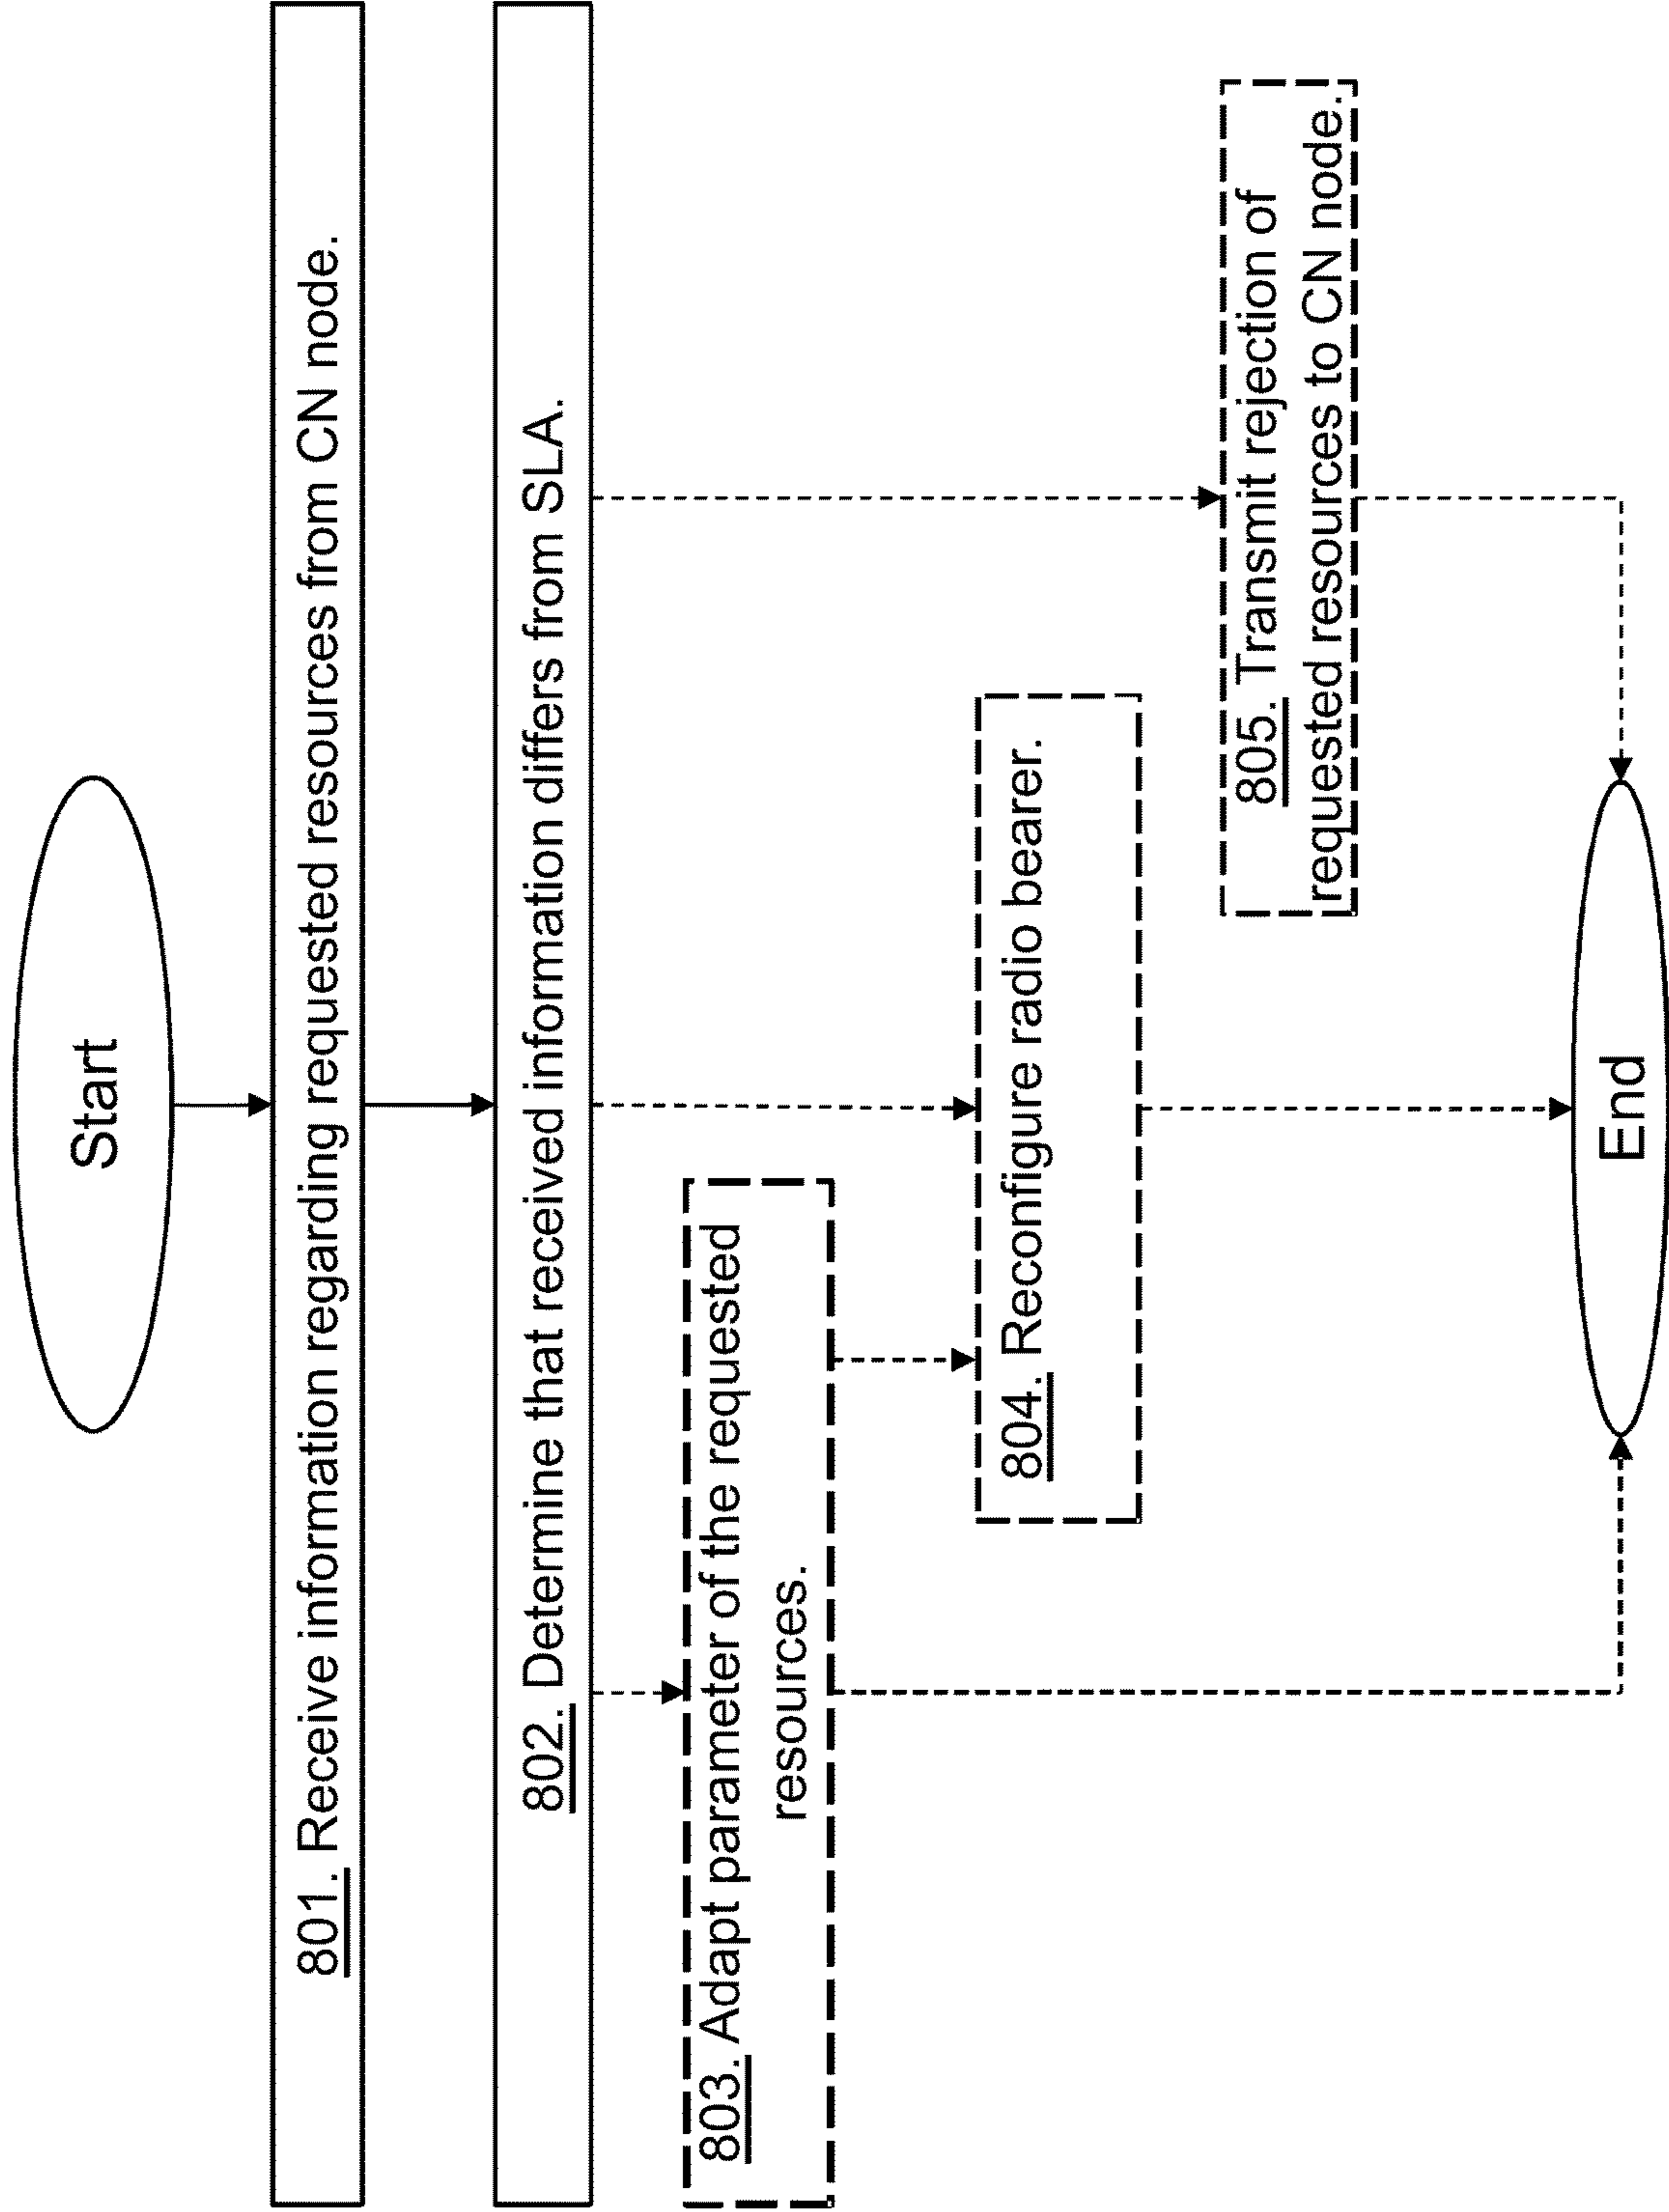 Start
801. Receive information regarding requested resources from CN node.
802. Determine that received information differs from SLA.
803. Adapt parameter of the requested
resources.
804. Reconfigure radio bearer.
805. Transmit rejection of
requested resources to CN node.
End